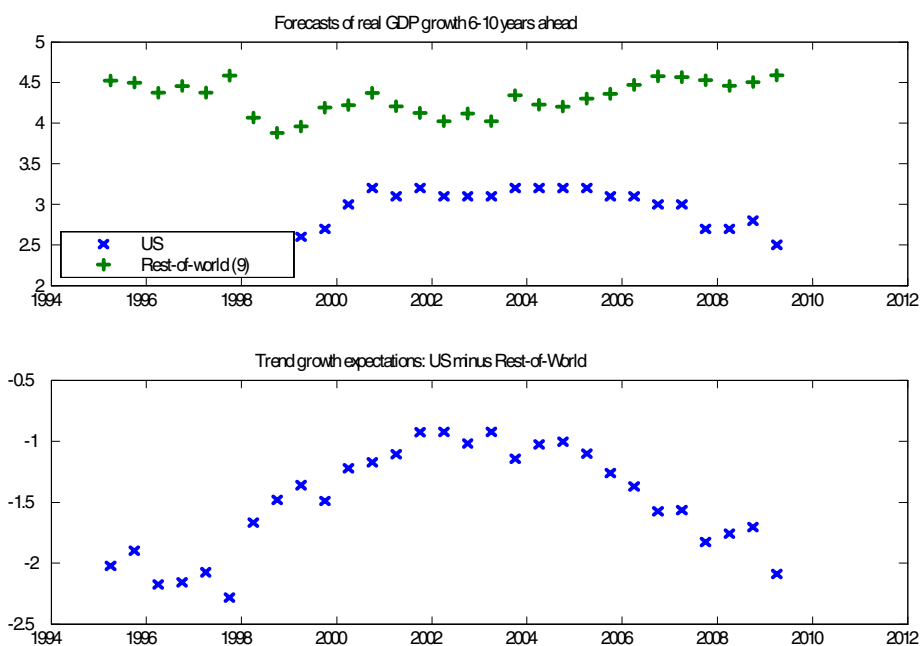 Forecasts of real GDP growth 6-10 years ahead
5
4.5
4
3.5
3
2.5
2
US
Rest-of-world (9)
1994 1996 1998 2000 2002 2004 2006 2008 2010 2012
Trend growth expectations: US minus Rest-of-World
-0.5
-1
-1.5
-2
-2.5
1994 1996 1998 2000 2002 2004 2006 2008 2010 2012